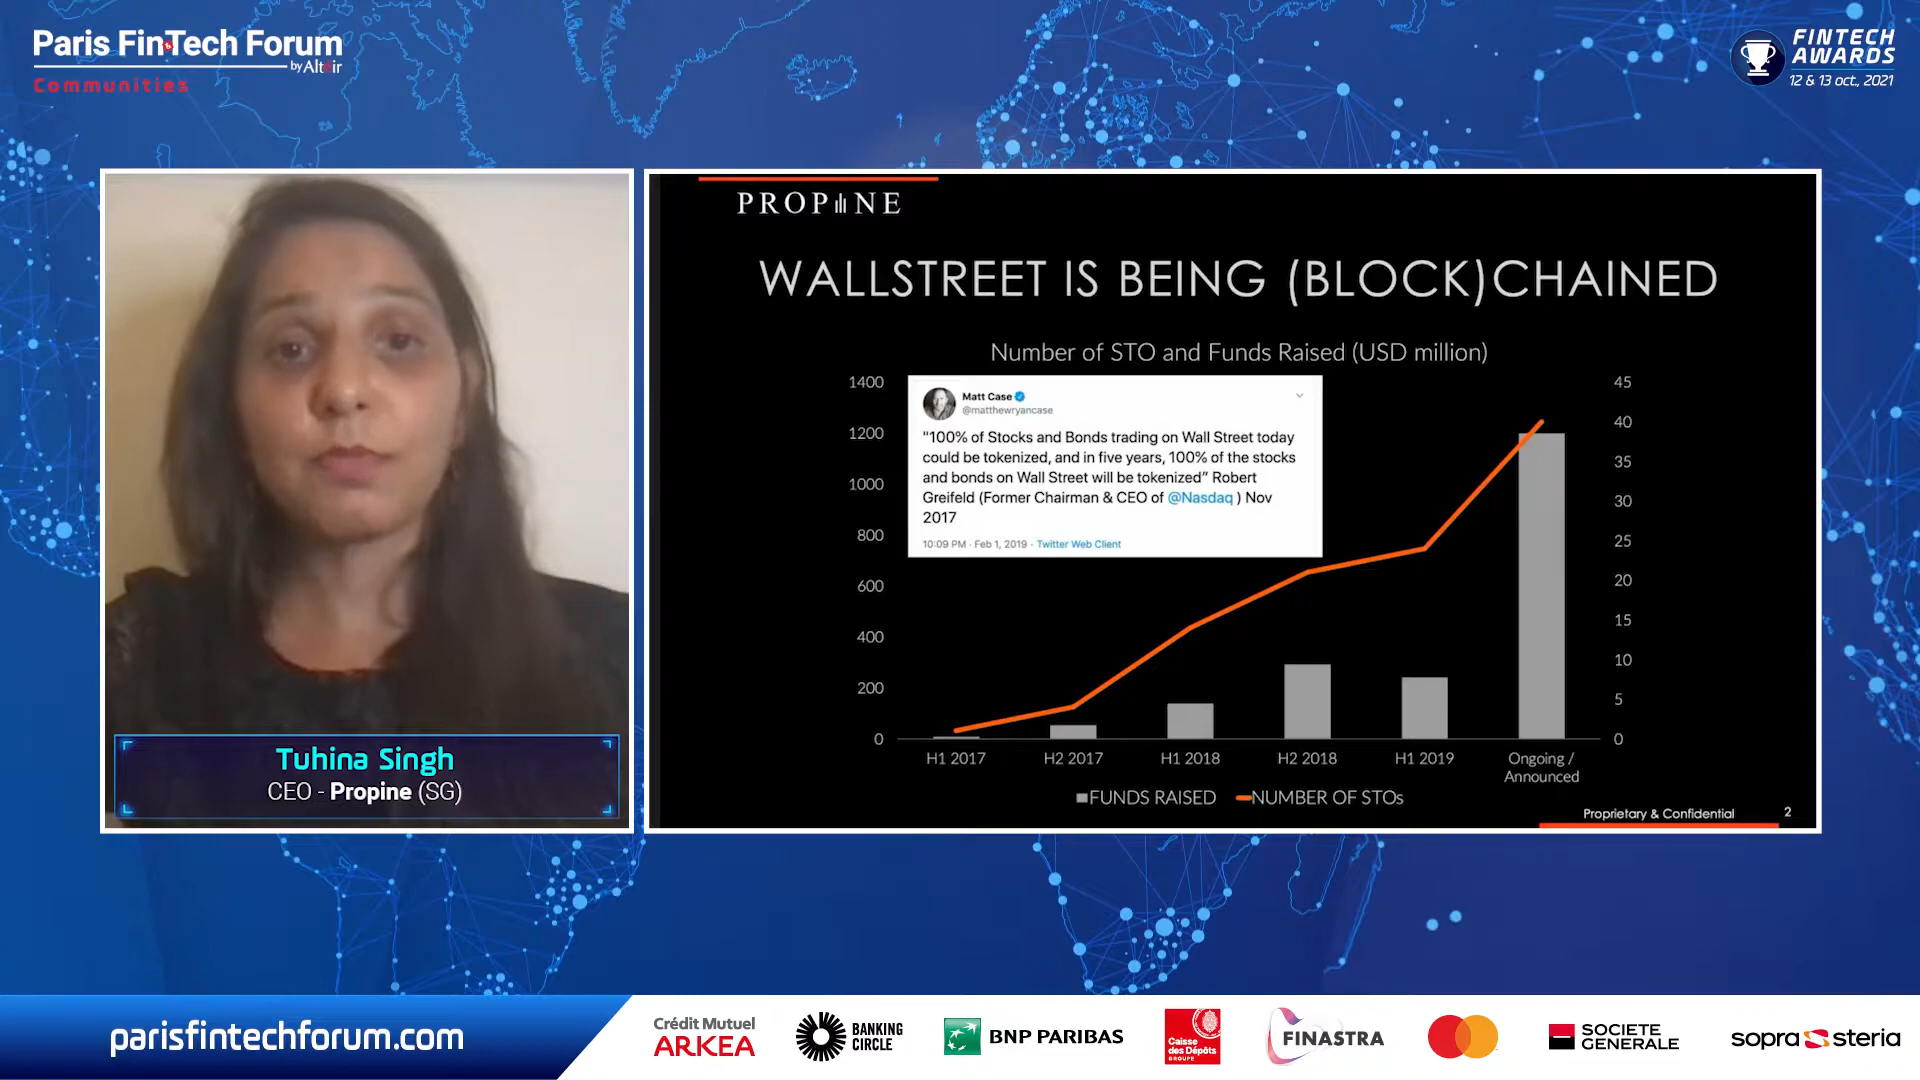 Paris FinTech Forum
by Altéir
Communities
FINTECH
AWARDS
12 & 13 oct., 2021
PROPINE
WALLSTREET IS BEING (BLOCK)CHAINED
Number of STO and Funds Raised (USD million)
1400
1200
1000
800
600
400
200
0
45
40
35
30
25
20
15
10
5
0
Matt Case
@matthewryancase
"100% of Stocks and Bonds trading on Wall Street today
could be tokenized, and in five years, 100% of the stocks
and bonds on Wall Street will be tokenized" Robert
Greifeld (Former Chairman & CEO of @Nasdaq ) Nov
2017
10:09 PM · Feb 1, 2019 · Twitter Web Client
H1 2017
H2 2017
H1 2018
H2 2018
H1 2019
Ongoing /
Announced
FUNDS RAISED
NUMBER OF STOs
Proprietary & Confidential
2
Tuhina Singh
CEO - Propine (SG)
parisfintechforum.com
Crédit Mutuel
ARKEA
BANKING
CIRCLE
BNP PARIBAS
Caisse
des Dépôts
GROUPE
FINASTRA
SOCIETE
GENERALE
sopra steria